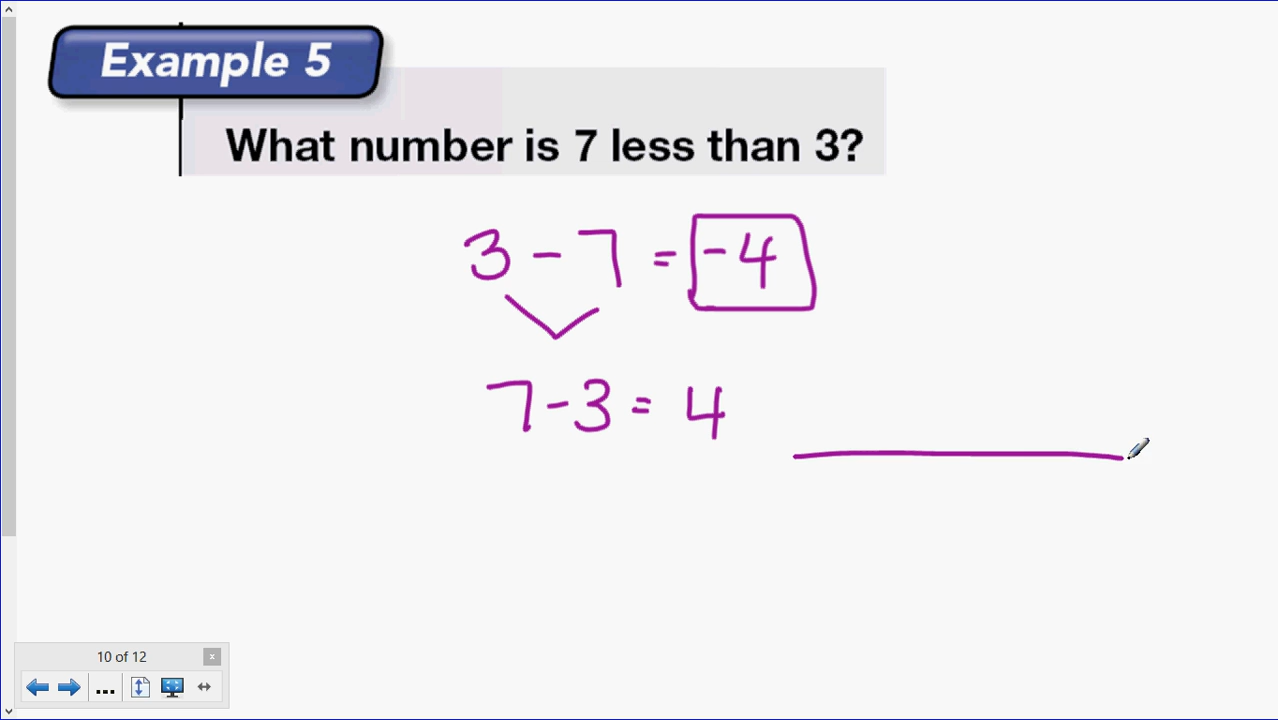 Example 5
What number is 7 less than 3?
3 - 7 = -4
7-3 = 4
10 of 12